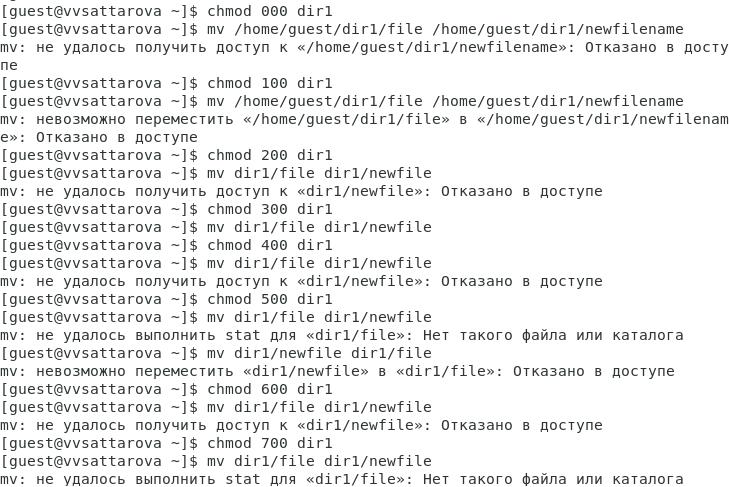 [guest@vvsattarova ~]$ chmod 000 dir1
[guest@vvsattarova ~]$ mv /home/guest/dir1/file /home/guest/dir1/newfilename
mv: не удалось получить доступ к «/home/guest/dir1/newfilename»: Отказано в досту
пе
[guest@vvsattarova ~]$ chmod 100 dir1
[guest@vvsattarova ~]$ mv /home/guest/dir1/file /home/guest/dir1/newfilename
mv: невозможно переместить «/home/guest/dir1/file» в «/home/guest/dir1/newfilenam
e»: Отказано в доступе
[guest@vvsattarova ~]$ chmod 200 dir1
[guest@vvsattarova ~]$ mv dir1/file dir1/newfile
mv: не удалось получить доступ к «dir1/newfile»: Отказано в доступе
[guest@vvsattarova ~]$ chmod 300 dir1
[guest@vvsattarova ~]$ mv dir1/file dir1/newfile
[guest@vvsattarova ~]$ chmod 400 dir1
[guest@vvsattarova ~]$ mv dir1/file dir1/newfile
mv: не удалось получить доступ к «dir1/newfile»: Отказано в доступе
[guest@vvsattarova ~]$ chmod 500 dir1
[guest@vvsattarova ~]$ mv dir1/file dir1/newfile
mv: не удалось выполнить stat для «dir1/file»: Нет такого файла или каталога
[guest@vvsattarova ~]$ mv dir1/newfile dir1/file
mv: невозможно переместить «dir1/newfile» в «dir1/file»: Отказано в доступе
[guest@vvsattarova ~]$ chmod 600 dir1
[guest@vvsattarova ~]$ mv dir1/file dir1/newfile
mv: не удалось получить доступ к «dir1/newfile»: Отказано в доступе
[guest@vvsattarova ~]$ chmod 700 dir1
[guest@vvsattarova ~]$ mv dir1/file dir1/newfile
mv: не удалось выполнить stat для «dir1/file»: Нет такого файла или каталога